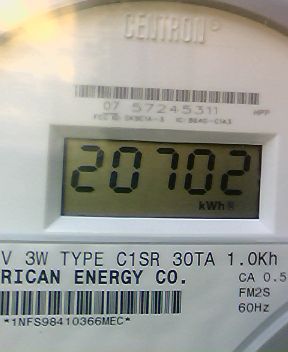 CENTRON®
07 57245311
HPP
20702
kWh
V 3W TYPE C1SR 30TA 1.0Kh
RICAN ENERGY CO.
CA 0.5
FM2S
*1NFS98410366MEC*
60Hz